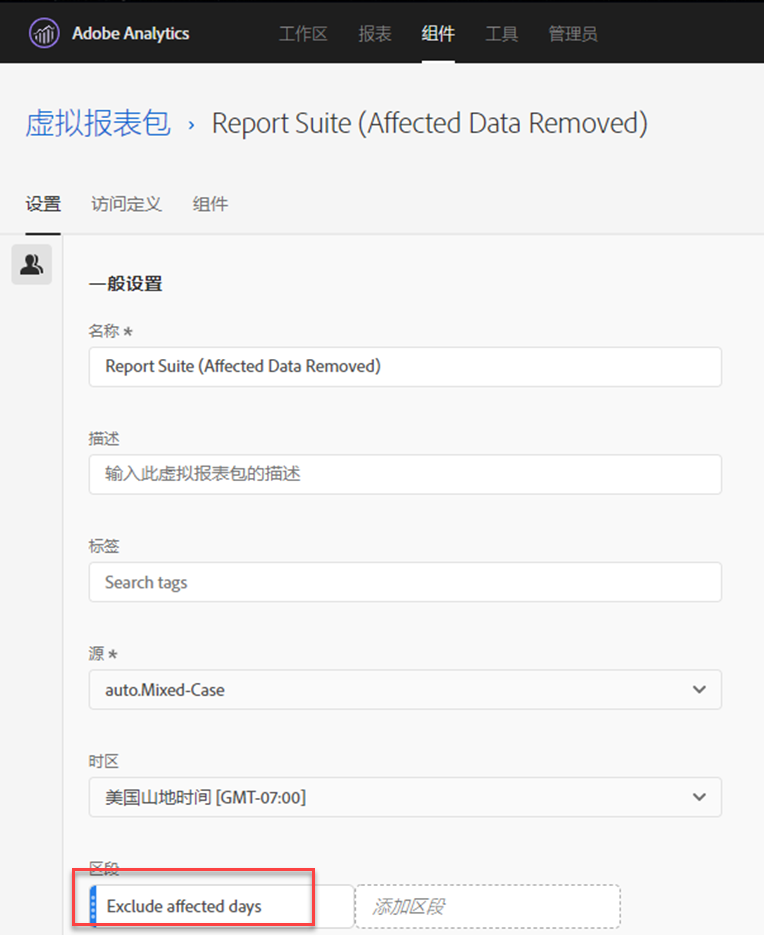 Adobe Analytics 工作区 报表 组件 工具 管理员
虚拟报表包 › Report Suite (Affected Data Removed)
设置 访问定义 组件
一般设置
名称 *
Report Suite (Affected Data Removed)
描述
输入此虚拟报表包的描述
标签
Search tags
源 *
auto.Mixed-Case
时区
美国山地时间 [GMT-07:00]
区段
Exclude affected days 添加区段